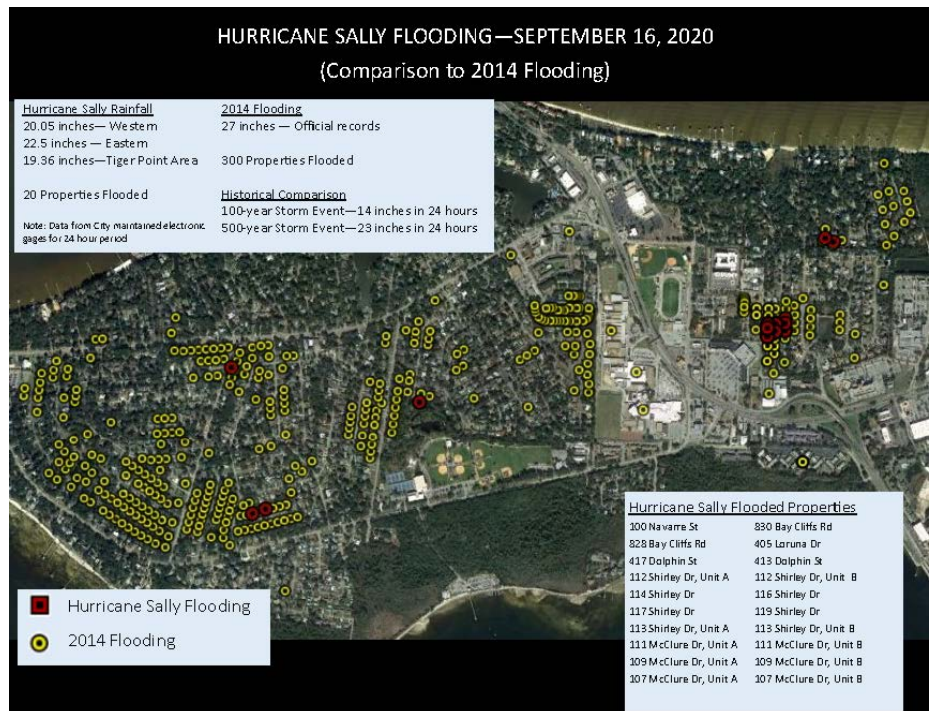 HURRICANE SALLY FLOODING—SEPTEMBER 16, 2020
(Comparison to 2014 Flooding)
Hurricane Sally Rainfall
20.05 inches— Western
22.5 inches — Eastern
19.36 inches—Tiger Point Area
20 Properties Flooded
Note: Data from City maintained electronic
gages for 24 hour period
2014 Flooding
27 inches — Official records
300 Properties Flooded
Historical Comparison
100-year Storm Event—14 inches in 24 hours
500-year Storm Event—23 inches in 24 hours
Hurricane Sally Flooding
2014 Flooding
Hurricane Sally Flooded Properties
100 Navarre St 830 Bay Cliffs Rd
828 Bay Cliffs Rd 405 Loruna Dr
417 Dolphin St 413 Dolphin St
112 Shirley Dr, Unit A 112 Shirley Dr, Unit B
114 Shirley Dr 116 Shirley Dr
117 Shirley Dr 119 Shirley Dr
113 Shirley Dr, Unit A 113 Shirley Dr, Unit B
111 McClure Dr, Unit A 111 McClure Dr, Unit B
109 McClure Dr, Unit A 109 McClure Dr, Unit B
107 McClure Dr, Unit A 107 McClure Dr, Unit B